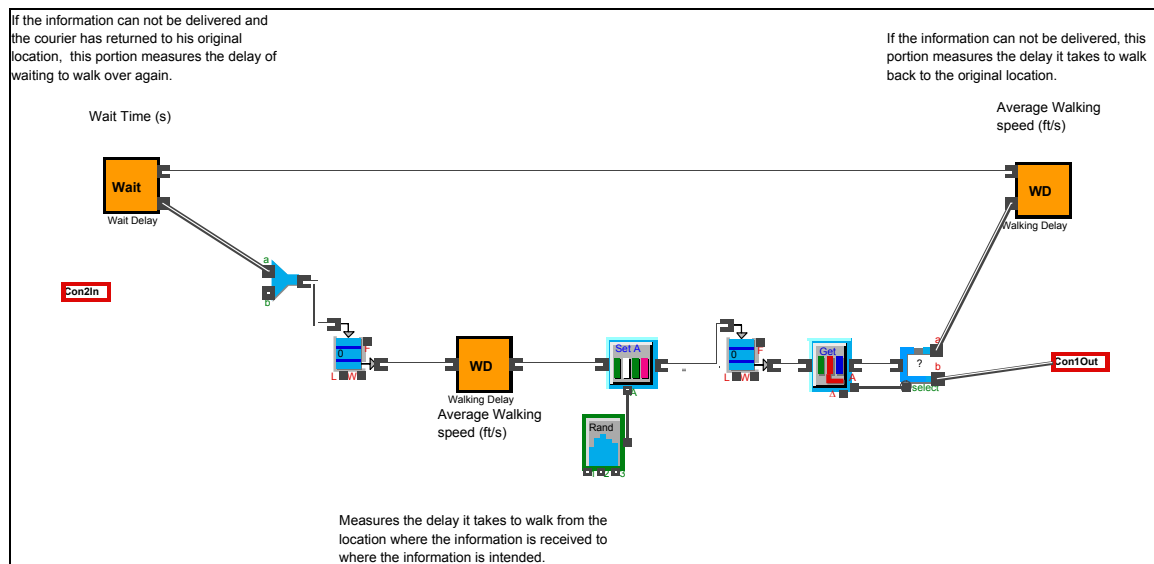 If the information can not be delivered and
the courier has returned to his original
location, this portion measures the delay of
waiting to walk over again.
If the information can not be delivered, this
portion measures the delay it takes to walk
back to the original location.
Wait Time (s)
Average Walking
speed (ft/s)
Wait
Wait Delay
WD
Walking Delay
a
b
Con2In
0
F
L W
WD
Walking Delay
Average Walking
speed (ft/s)
Set A
A
Rand
1 2 3
0
F
L W
Get
A
Δ
?
a
b
select
Con1Out
Measures the delay it takes to walk from the
location where the information is received to
where the information is intended.